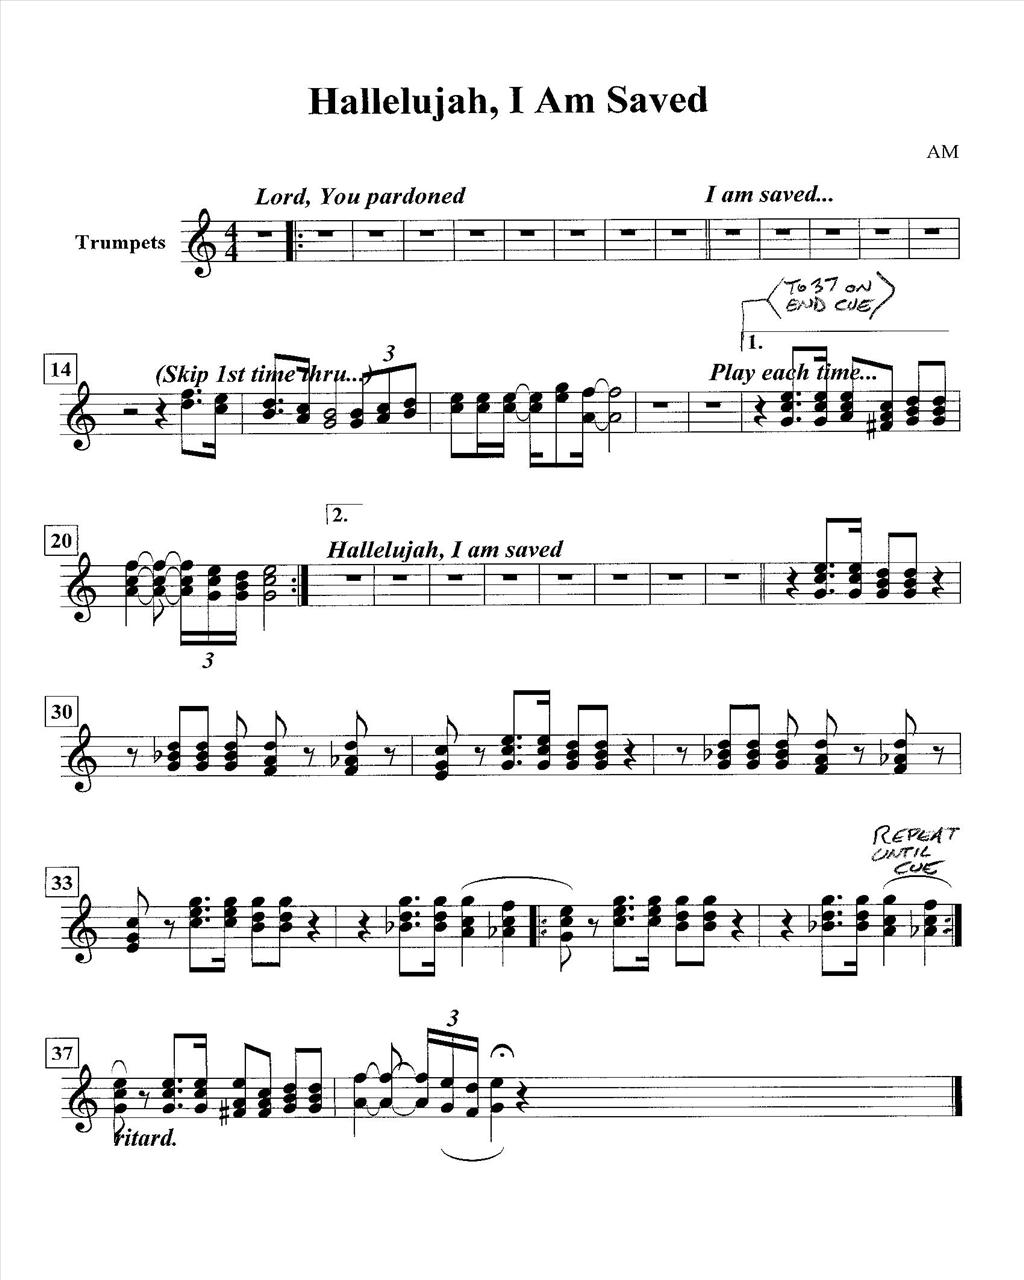 Hallelujah, I Am Saved
AM
Lord, You pardoned
I am saved...
Trumpets
4
4
(To 37 ON
END CUE)
14
(Skip 1st time thru...)
3
1.
Play each time...
20
2.
Hallelujah, I am saved
3
30
REPEAT
UNTIL
CUE
33
37
3
ritard.